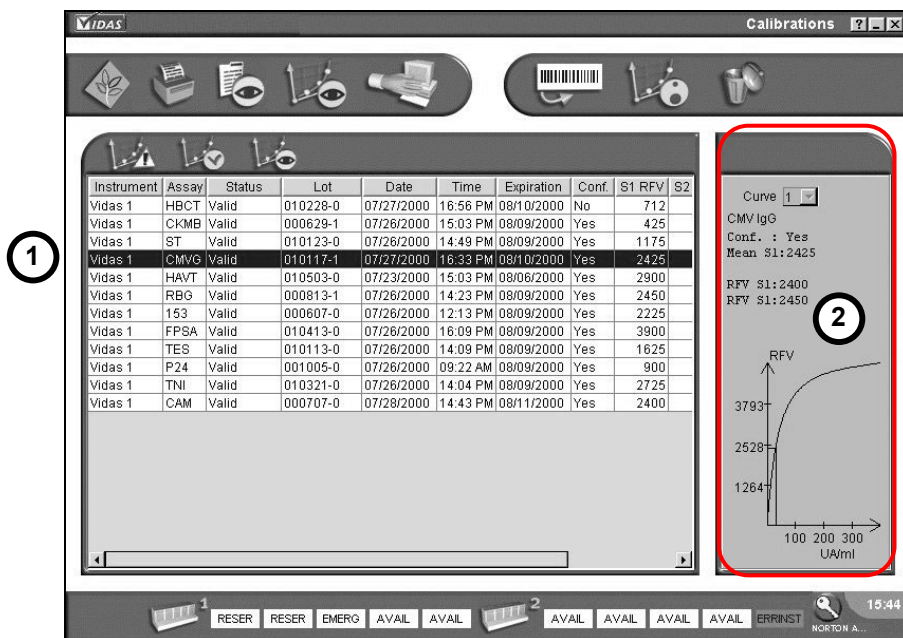 VIDAS Calibrations ? _ X
Instrument Assay Status Lot Date Time Expiration Conf. S1 RFV S2
Vidas 1 HBCT Valid 010228-0 07/27/2000 16:56 PM 08/10/2000 No 712
Vidas 1 CKMB Valid 000629-1 07/26/2000 15:03 PM 08/09/2000 Yes 425
Vidas 1 ST Valid 010123-0 07/26/2000 14:49 PM 08/09/2000 Yes 1175
Vidas 1 CMVG Valid 010117-1 07/27/2000 16:33 PM 08/10/2000 Yes 2425
Vidas 1 HAVT Valid 010503-0 07/23/2000 15:03 PM 08/06/2000 Yes 2900
Vidas 1 RBG Valid 000813-1 07/26/2000 14:23 PM 08/09/2000 Yes 2450
Vidas 1 153 Valid 000607-0 07/26/2000 12:13 PM 08/09/2000 Yes 2225
Vidas 1 FPSA Valid 010413-0 07/26/2000 16:09 PM 08/09/2000 Yes 3900
Vidas 1 TES Valid 010113-0 07/26/2000 14:09 PM 08/09/2000 Yes 1625
Vidas 1 P24 Valid 001005-0 07/26/2000 09:22 AM 08/09/2000 Yes 900
Vidas 1 TNI Valid 010321-0 07/26/2000 14:04 PM 08/09/2000 Yes 2725
Vidas 1 CAM Valid 000707-0 07/28/2000 14:43 PM 08/11/2000 Yes 2400
1
Curve 1
CMV IgG
Conf. : Yes
Mean S1:2425
RFV S1:2400
RFV S1:2450
2
RFV
3793
2528
1264
100 200 300
UA/ml
1 RESER RESER EMERG AVAIL AVAIL 2 AVAIL AVAIL AVAIL AVAIL ERRINST 15:44
NORTON A...